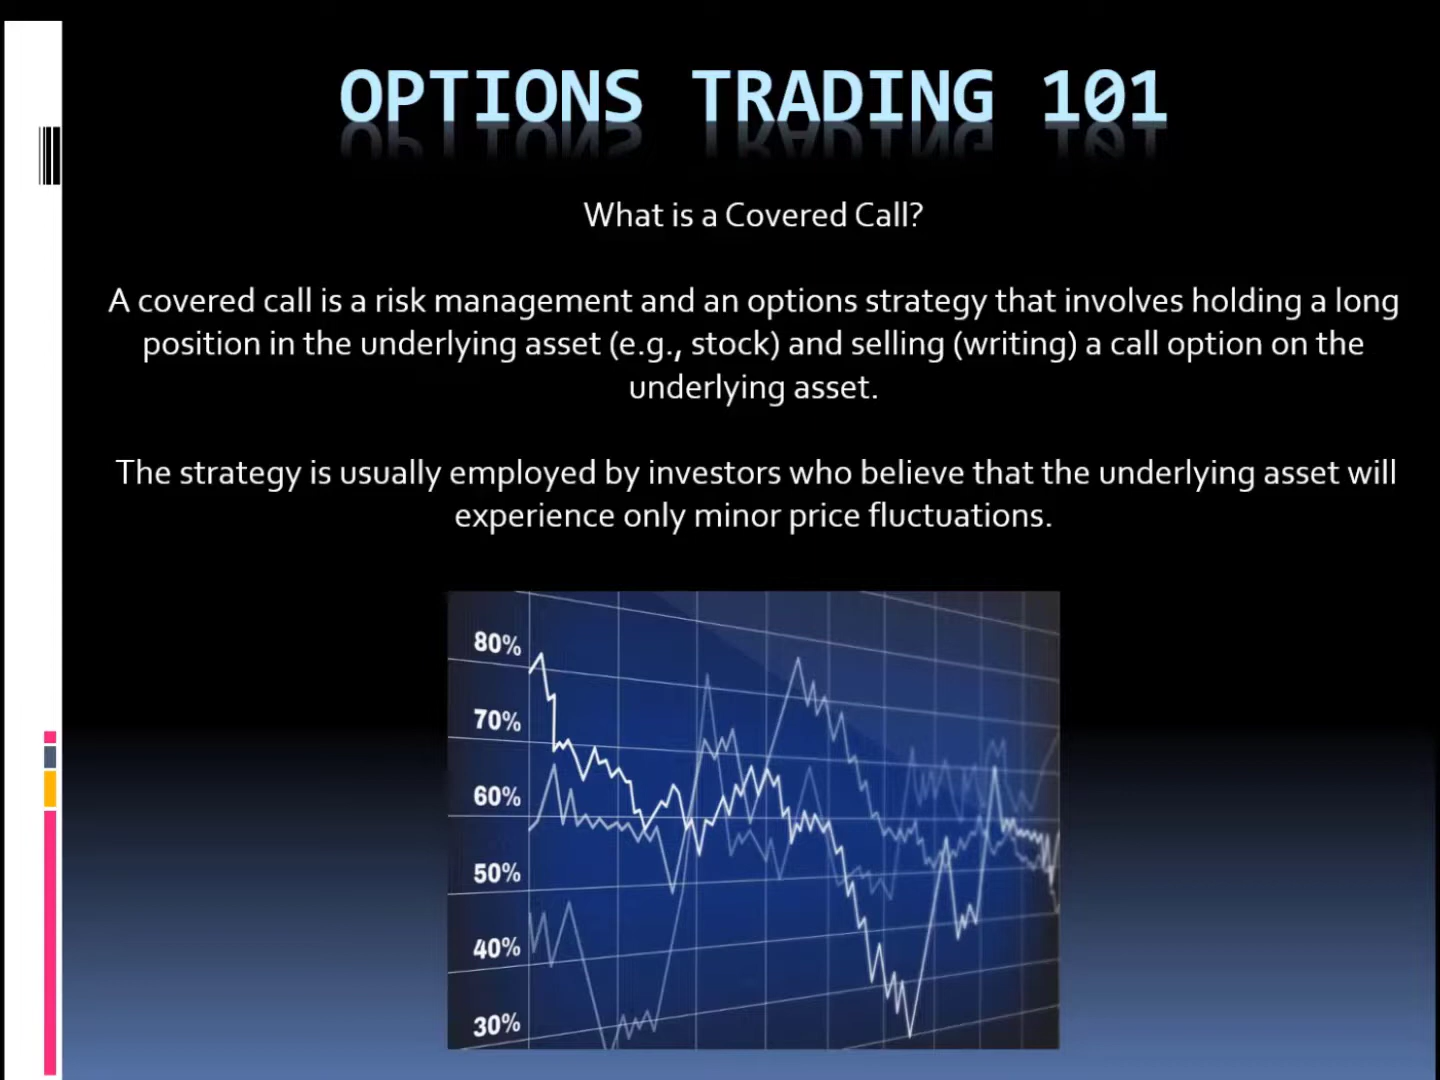 OPTIONS TRADING 101
What is a Covered Call?
A covered call is a risk management and an options strategy that involves holding a long
position in the underlying asset (e.g., stock) and selling (writing) a call option on the
underlying asset.
The strategy is usually employed by investors who believe that the underlying asset will
experience only minor price fluctuations.
80%
70%
60%
50%
40%
30%